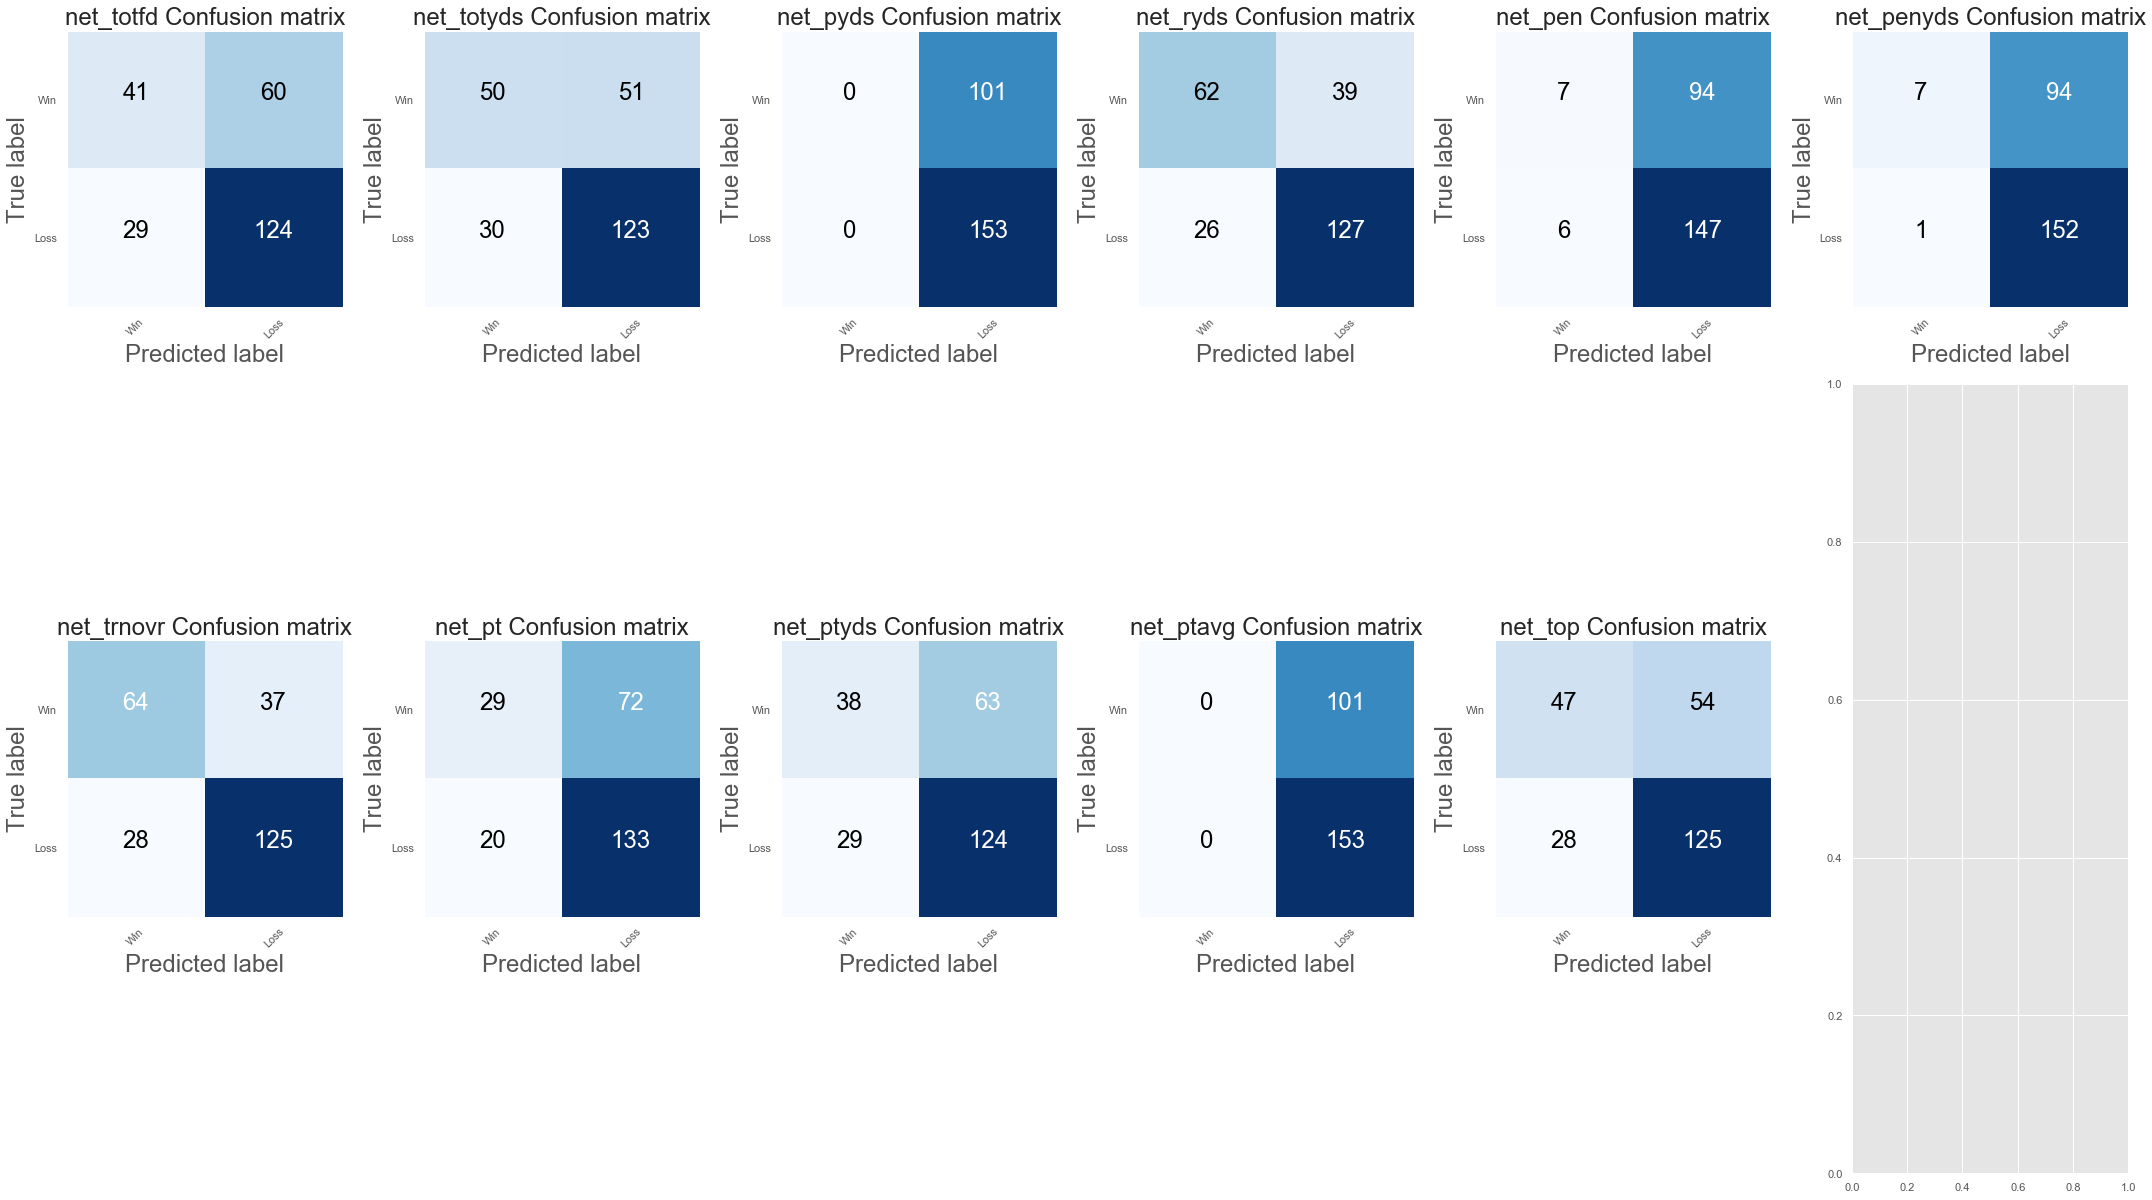 net_totfd Confusion matrix
True label
Win
41
60
Loss
29
124
Win
Loss
Predicted label
net_totyds Confusion matrix
True label
Win
50
51
Loss
30
123
Win
Loss
Predicted label
net_pyds Confusion matrix
True label
Win
0
101
Loss
0
153
Win
Loss
Predicted label
net_ryds Confusion matrix
True label
Win
62
39
Loss
26
127
Win
Loss
Predicted label
net_pen Confusion matrix
True label
Win
7
94
Loss
6
147
Win
Loss
Predicted label
net_penyds Confusion matrix
True label
Win
7
94
Loss
1
152
Win
Loss
Predicted label
net_trnovr Confusion matrix
True label
Win
64
37
Loss
28
125
Win
Loss
Predicted label
net_pt Confusion matrix
True label
Win
29
72
Loss
20
133
Win
Loss
Predicted label
net_ptyds Confusion matrix
True label
Win
38
63
Loss
29
124
Win
Loss
Predicted label
net_ptavg Confusion matrix
True label
Win
0
101
Loss
0
153
Win
Loss
Predicted label
net_top Confusion matrix
True label
Win
47
54
Loss
28
125
Win
Loss
Predicted label
1.0
0.8
0.6
0.4
0.2
0.0
0.0
0.2
0.4
0.6
0.8
1.0